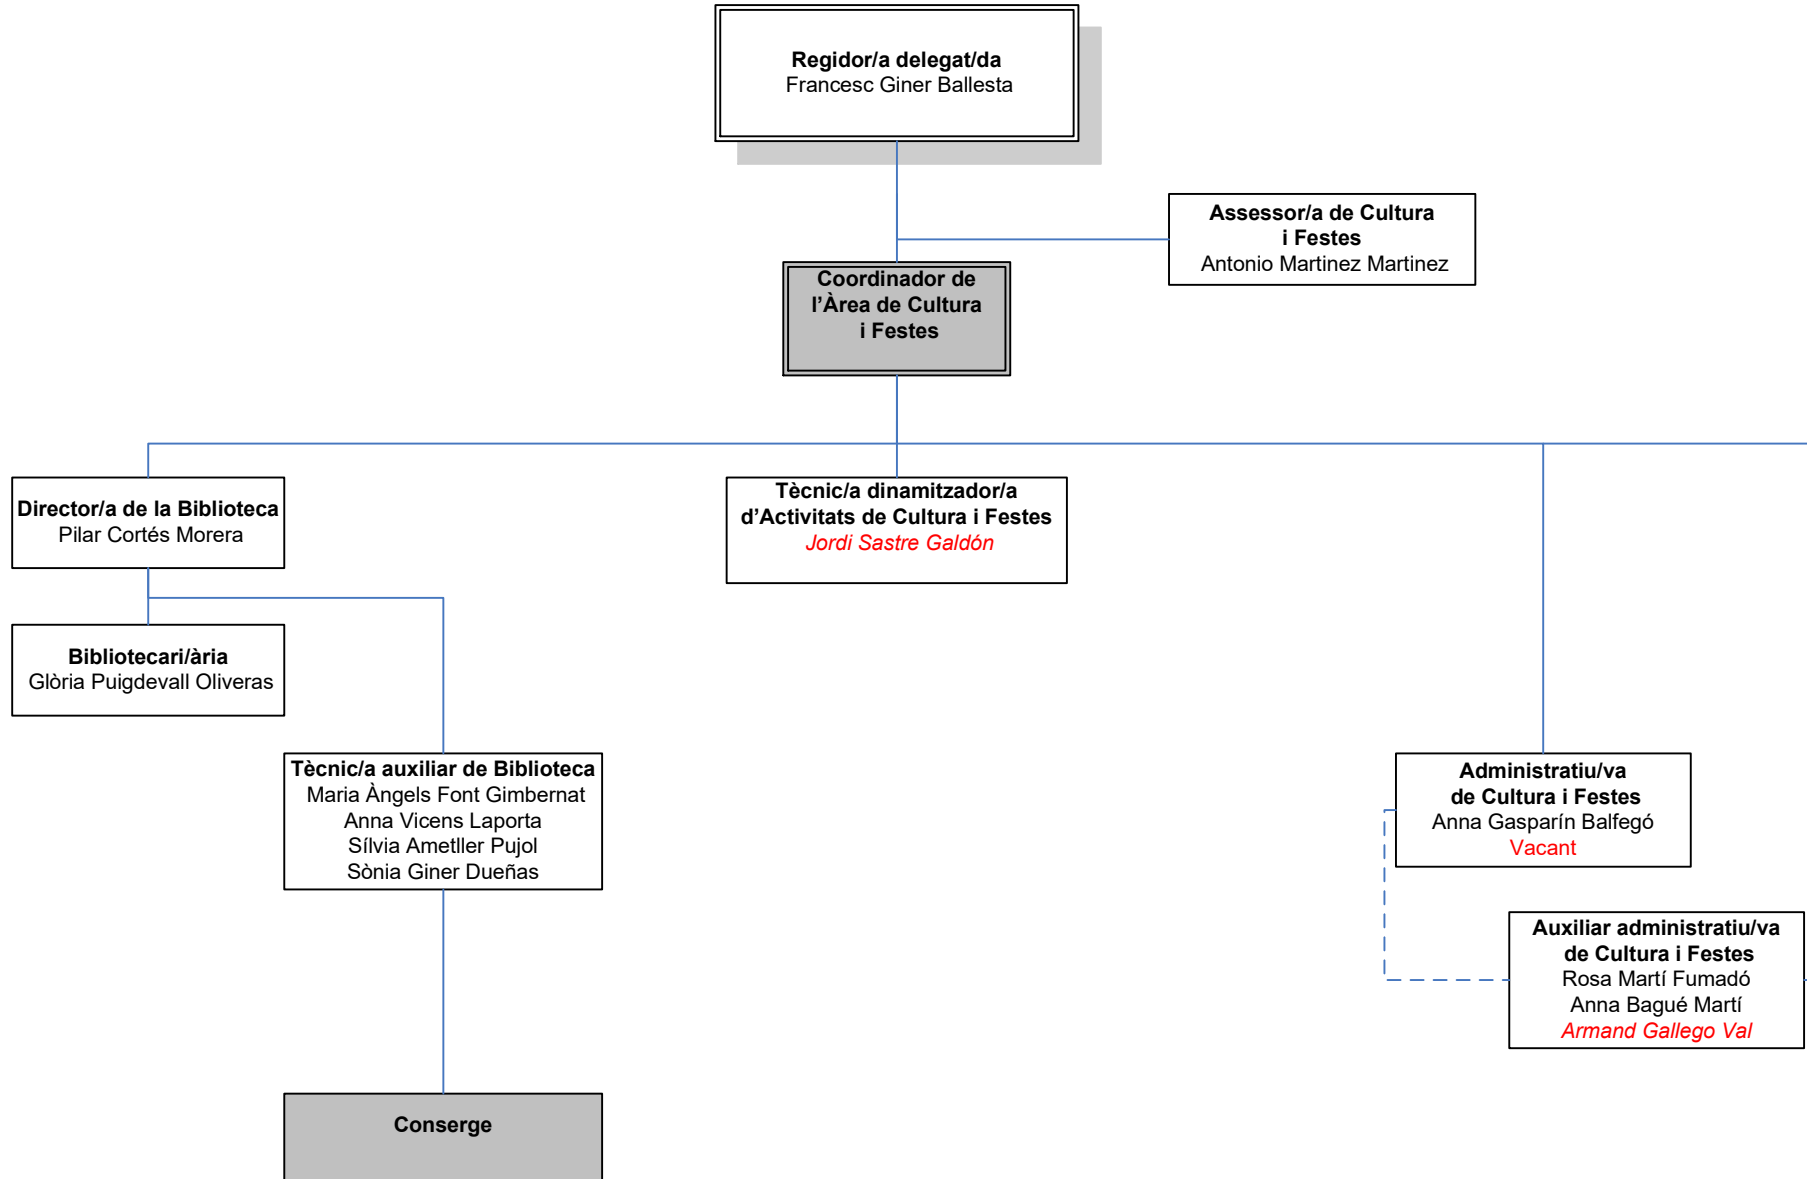 Regidor/a delegat/da
Francesc Giner Ballesta
Assessor/a de Cultura
i Festes
Antonio Martinez Martinez
Coordinador de
l’Àrea de Cultura
i Festes
Director/a de la Biblioteca
Pilar Cortés Morera
Tècnic/a dinamitzador/a
d’Activitats de Cultura i Festes
Jordi Sastre Galdón
Bibliotecari/ària
Glòria Puigdevall Oliveras
Tècnic/a auxiliar de Biblioteca
Maria Àngels Font Gimbernat
Anna Vicens Laporta
Sílvia Ametller Pujol
Sònia Giner Dueñas
Administratiu/va
de Cultura i Festes
Anna Gasparín Balfegó
Vacant
Auxiliar administratiu/va
de Cultura i Festes
Rosa Martí Fumadó
Anna Bagué Martí
Armand Gallego Val
Conserge